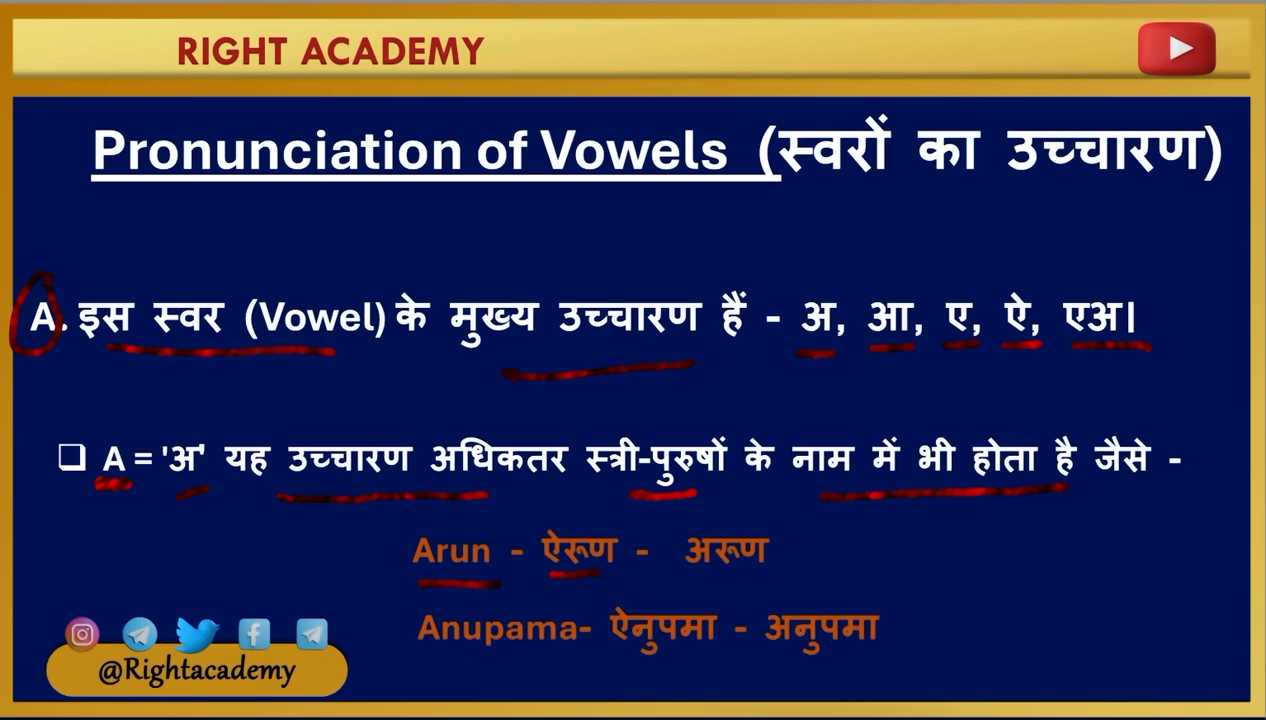 RIGHT ACADEMY
Pronunciation of Vowels (स्वरों का उच्चारण)
A. इस स्वर (Vowel) के मुख्य उच्चारण हैं - अ, आ, ए, ऐ, एअ।
❑ A = 'अ' यह उच्चारण अधिकतर स्त्री-पुरुषों के नाम में भी होता है जैसे -
Arun - ऐरूण - अरूण
Anupama- ऐनुपमा - अनुपमा
@Rightacademy